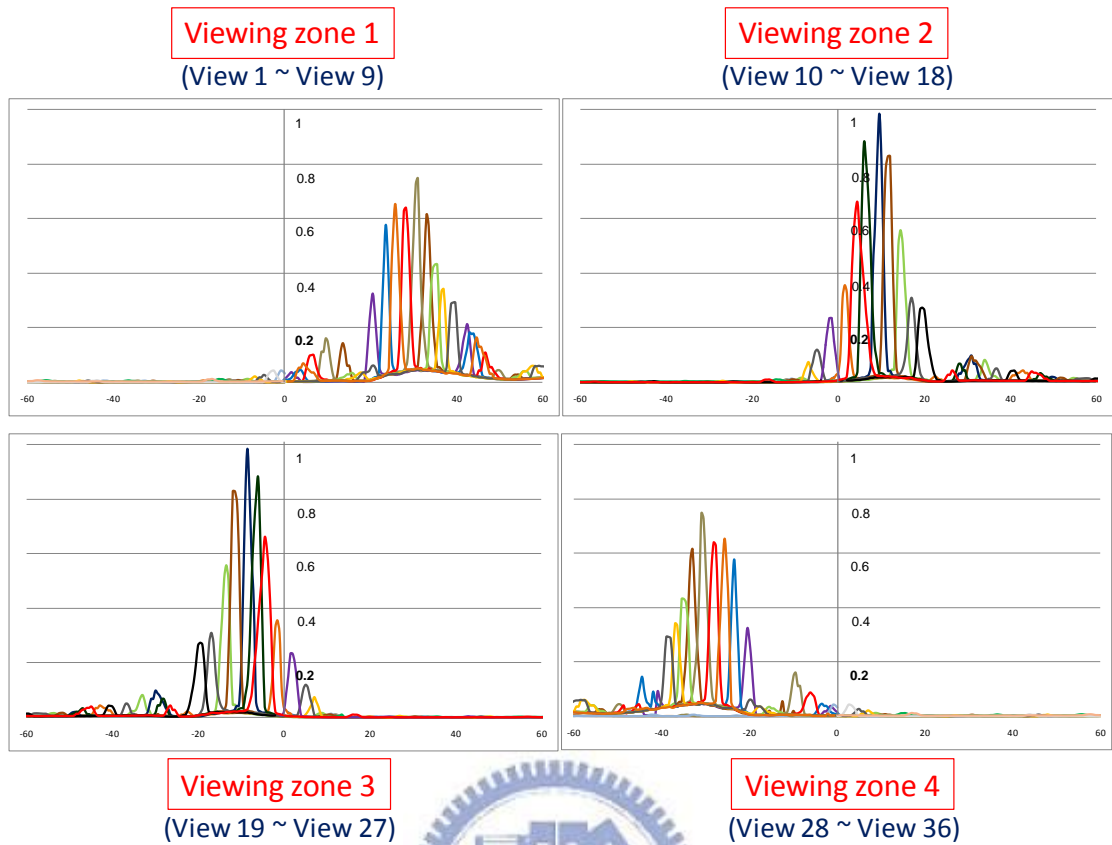 Viewing zone 1
(View 1 ~ View 9)
Viewing zone 2
(View 10 ~ View 18)
1
0.8
0.6
0.4
0.2
-60 -40 -20 0 20 40 60
1
0.8
0.6
0.4
0.2
-60 -40 -20 0 20 40 60
1
0.8
0.6
0.4
0.2
-60 -40 -20 0 20 40 60
1
0.8
0.6
0.4
0.2
-60 -40 -20 0 20 40 60
Viewing zone 3
(View 19 ~ View 27)
Viewing zone 4
(View 28 ~ View 36)